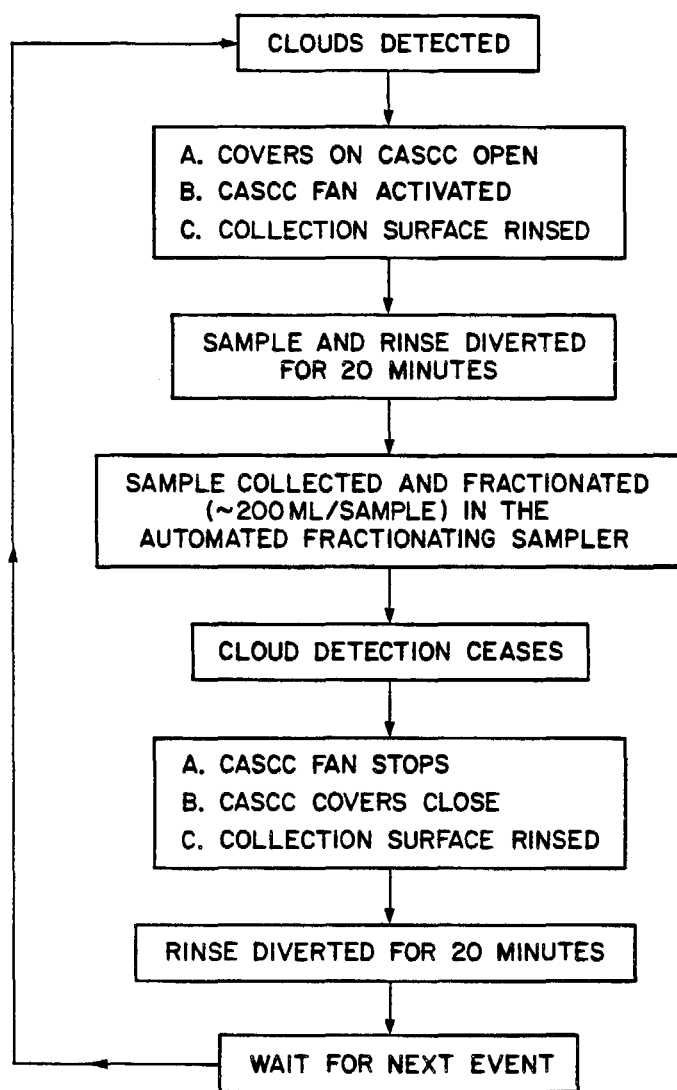 CLOUDS DETECTED
A. COVERS ON CASCC OPEN
B. CASCC FAN ACTIVATED
C. COLLECTION SURFACE RINSED
SAMPLE AND RINSE DIVERTED
FOR 20 MINUTES
SAMPLE COLLECTED AND FRACTIONATED
(~200ML/SAMPLE) IN THE
AUTOMATED FRACTIONATING SAMPLER
CLOUD DETECTION CEASES
A. CASCC FAN STOPS
B. CASCC COVERS CLOSE
C. COLLECTION SURFACE RINSED
RINSE DIVERTED FOR 20 MINUTES
WAIT FOR NEXT EVENT